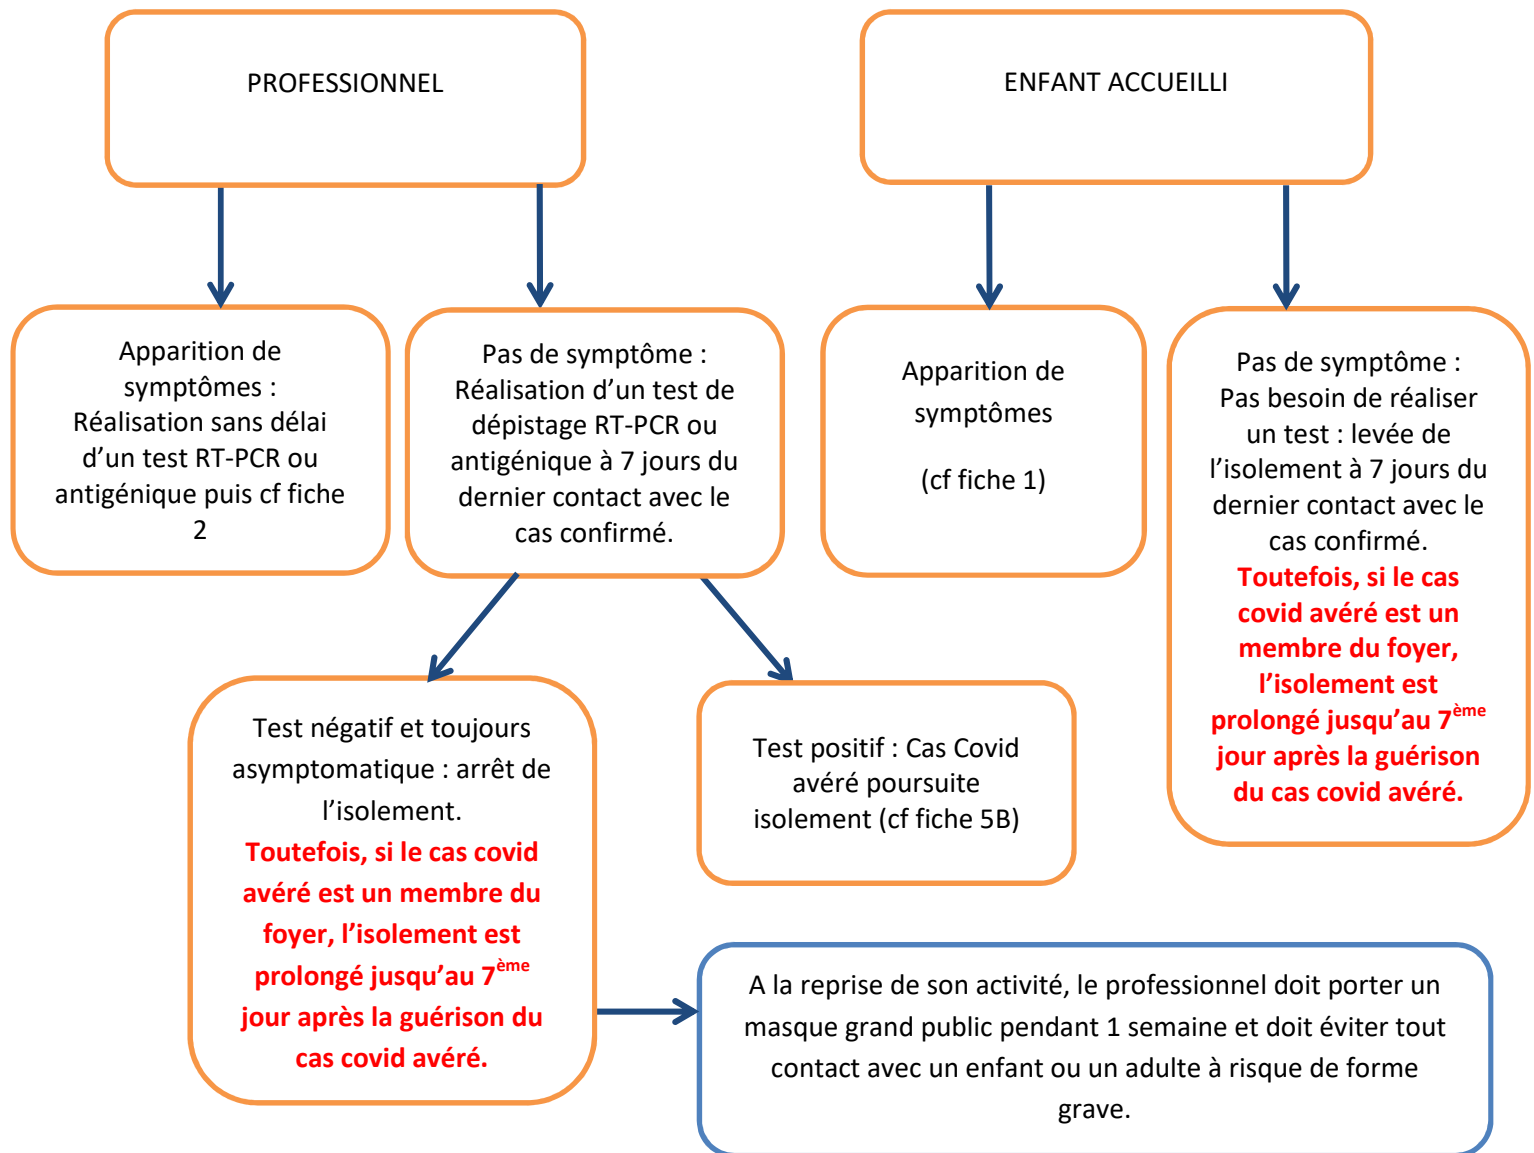 PROFESSIONNEL
ENFANT ACCUEILLI
Apparition de
symptômes :
Réalisation sans délai
d’un test RT-PCR ou
antigénique puis cf fiche
2
Pas de symptôme :
Réalisation d’un test de
dépistage RT-PCR ou
antigénique à 7 jours du
dernier contact avec le
cas confirmé.
Apparition de
symptômes
(cf fiche 1)
Pas de symptôme :
Pas besoin de réaliser
un test : levée de
l’isolement à 7 jours du
dernier contact avec le
cas confirmé.
Toutefois, si le cas
covid avéré est un
membre du foyer,
l’isolement est
prolongé jusqu’au 7ème
jour après la guérison
du cas covid avéré.
Test négatif et toujours
asymptomatique : arrêt de
l’isolement.
Toutefois, si le cas covid
avéré est un membre du
foyer, l’isolement est
prolongé jusqu’au 7ème
jour après la guérison du
cas covid avéré.
Test positif : Cas Covid
avéré poursuite
isolement (cf fiche 5B)
A la reprise de son activité, le professionnel doit porter un
masque grand public pendant 1 semaine et doit éviter tout
contact avec un enfant ou un adulte à risque de forme
grave.